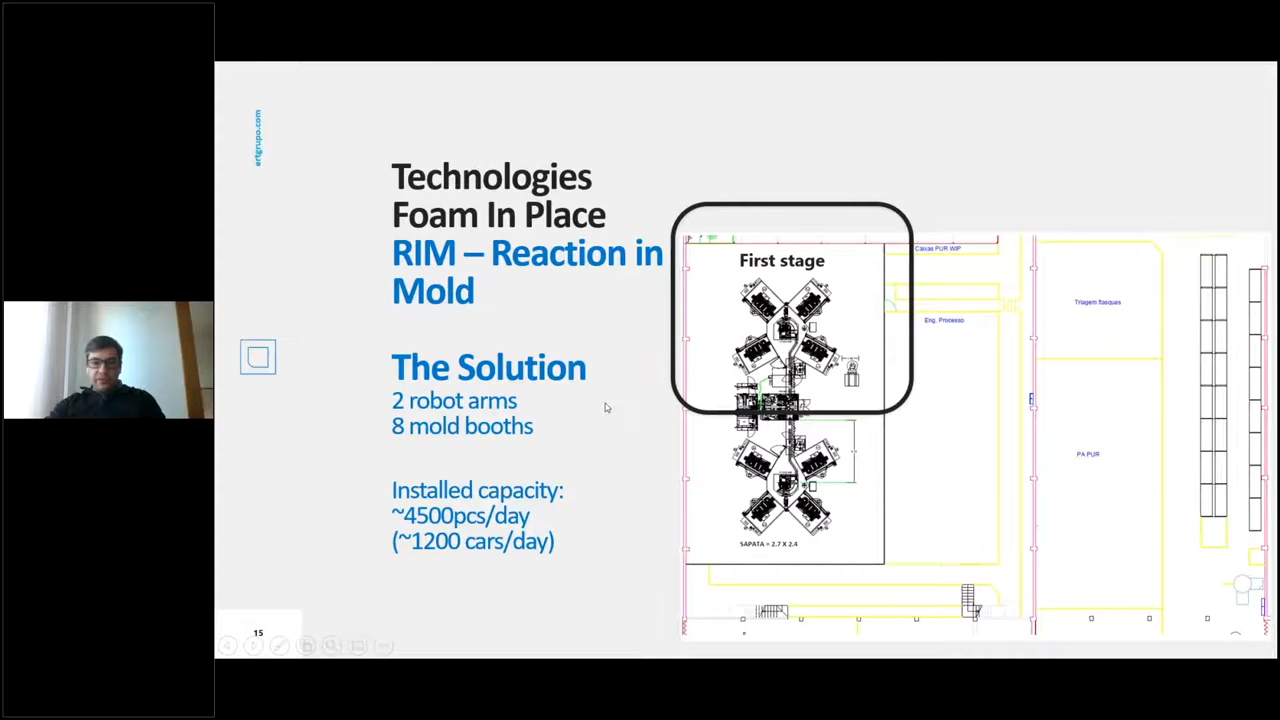 ertgrupo.com
Technologies
Foam In Place
RIM – Reaction in
Mold
The Solution
2 robot arms
8 mold booths
Installed capacity:
~4500pcs/day
(~1200 cars/day)
15
First stage
SAPATA = 2.7 X 2.4
Caixas PUR WIP
Eng. Processo
Triagem flasques
PA PUR